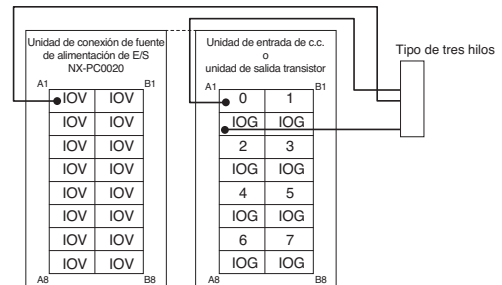 Unidad de conexión de fuente
de alimentación de E/S
NX-PC0020
A1 B1
IOV IOV
IOV IOV
IOV IOV
IOV IOV
IOV IOV
IOV IOV
IOV IOV
IOV IOV
A8 B8
Unidad de entrada de c.c.
o
unidad de salida transistor
A1 B1
0 1
IOG IOG
2 3
IOG IOG
4 5
IOG IOG
6 7
IOG IOG
A8 B8
Tipo de tres hilos